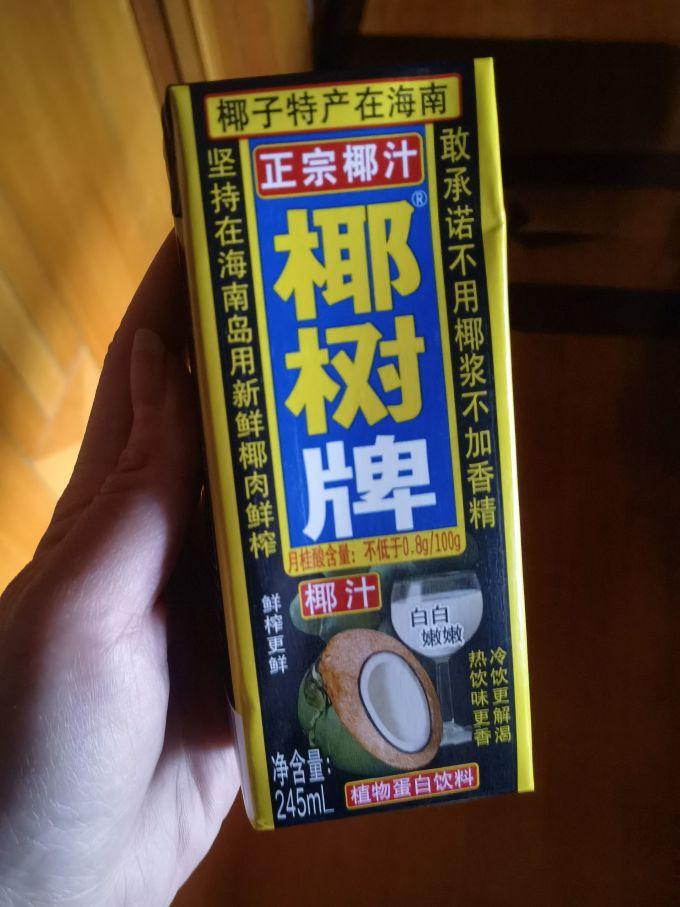 椰子特产在海南
正宗椰汁
坚持在海南岛用新鲜椰肉鲜榨
椰树牌®
敢承诺不用椰浆不加香精
月桂酸含量：不低于0.8g/100g
椰汁
鲜榨更鲜
白白
嫩嫩
冷饮更解渴
热饮味更香
净含量：
245mL
植物蛋白饮料